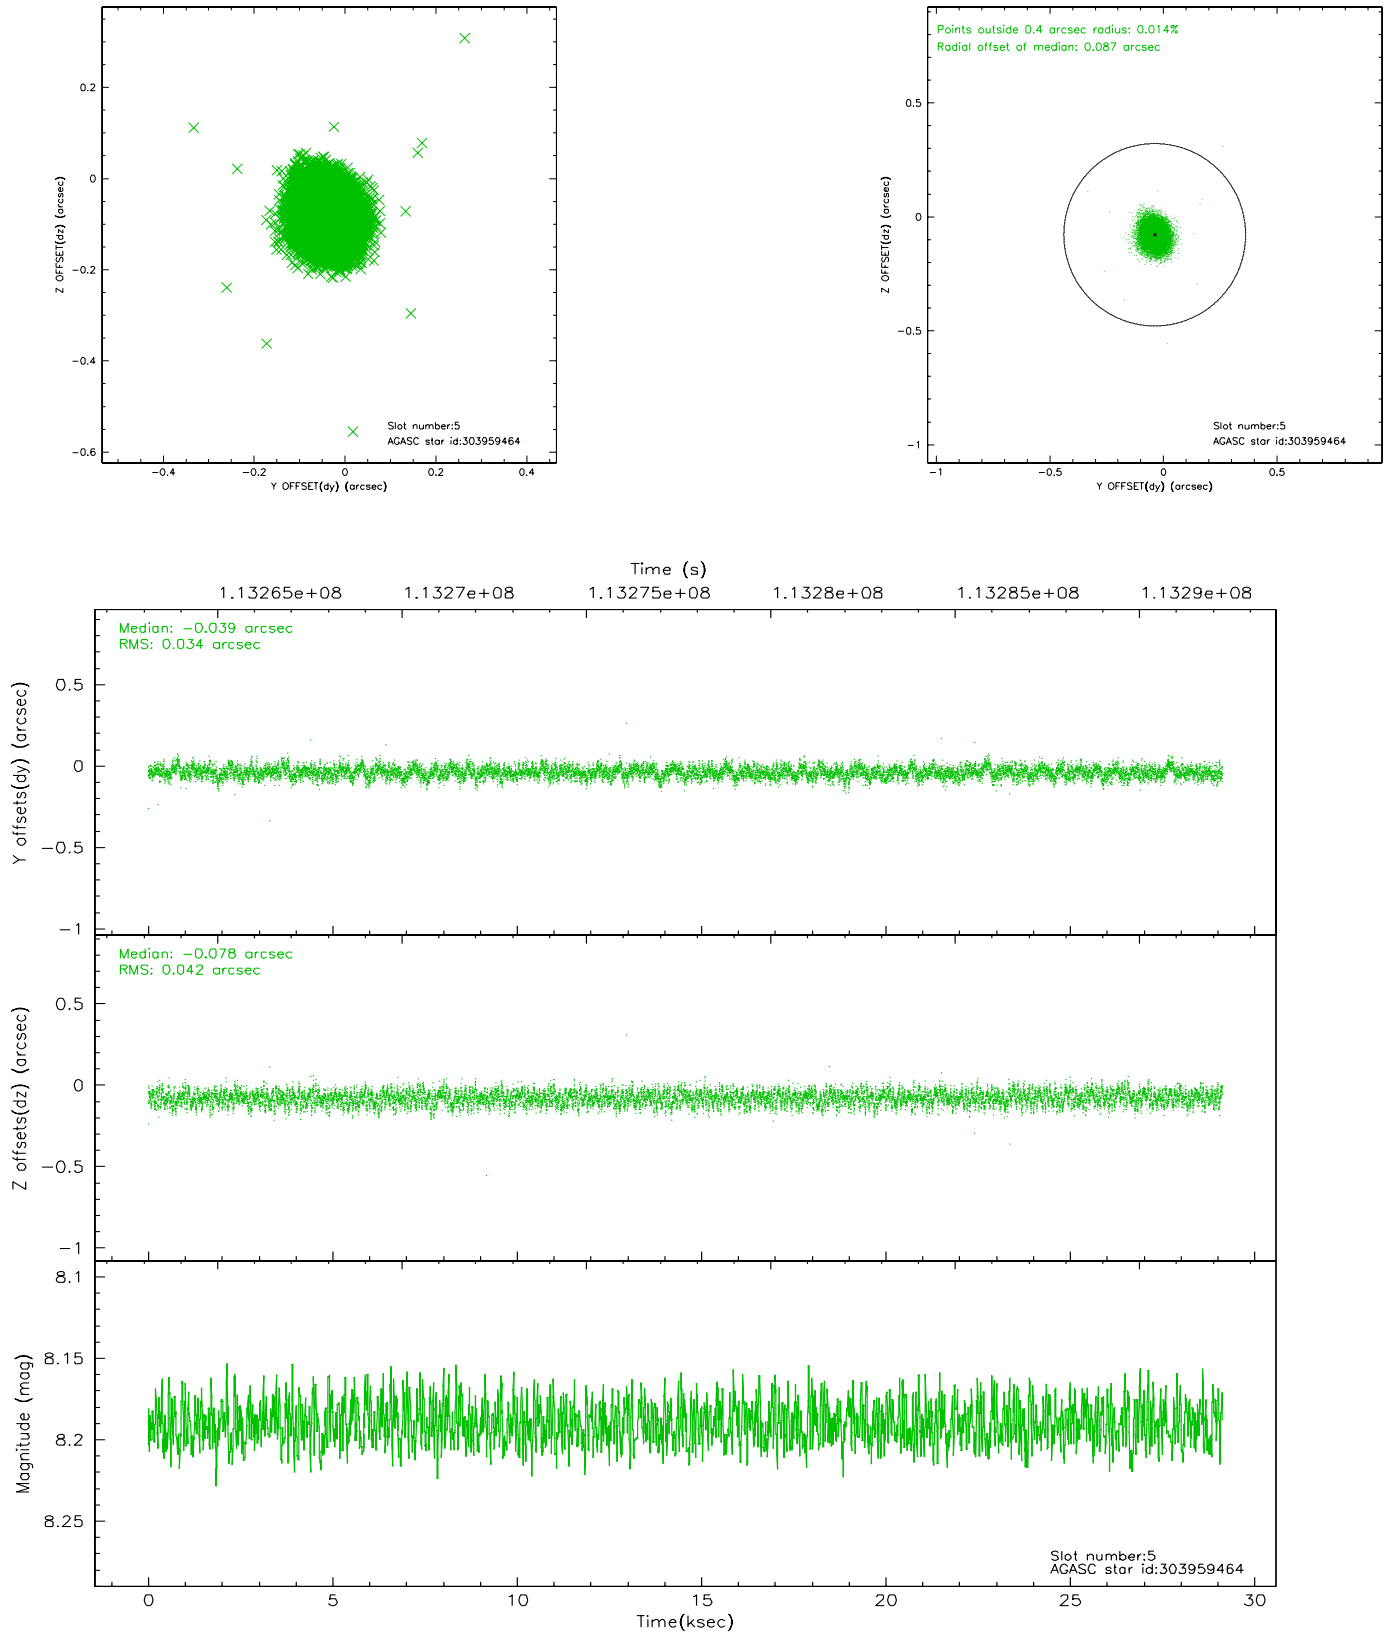 0.2
0
−0.2
−0.4
−0.6
Z OFFSET(dz) (arcsec)
Slot number:5
AGASC star id:303959464
−0.4
−0.2
0
0.2
0.4
Y OFFSET(dy) (arcsec)
Points outside 0.4 arcsec radius: 0.014%
Radial offset of median: 0.087 arcsec
0.5
0
−0.5
−1
Z OFFSET(dz) (arcsec)
Slot number:5
AGASC star id:303959464
−1
−0.5
0
0.5
Y OFFSET(dy) (arcsec)
Time (s)
1.13265e+08
1.1327e+08
1.13275e+08
1.1328e+08
1.13285e+08
1.1329e+08
Median: −0.039 arcsec
RMS: 0.034 arcsec
0.5
0
−0.5
−1
Y offsets(dy) (arcsec)
Median: −0.078 arcsec
RMS: 0.042 arcsec
0.5
0
−0.5
−1
Z offsets(dz) (arcsec)
8.1
8.15
8.2
8.25
Magnitude (mag)
Slot number:5
AGASC star id:303959464
0
5
10
15
20
25
30
Time(ksec)